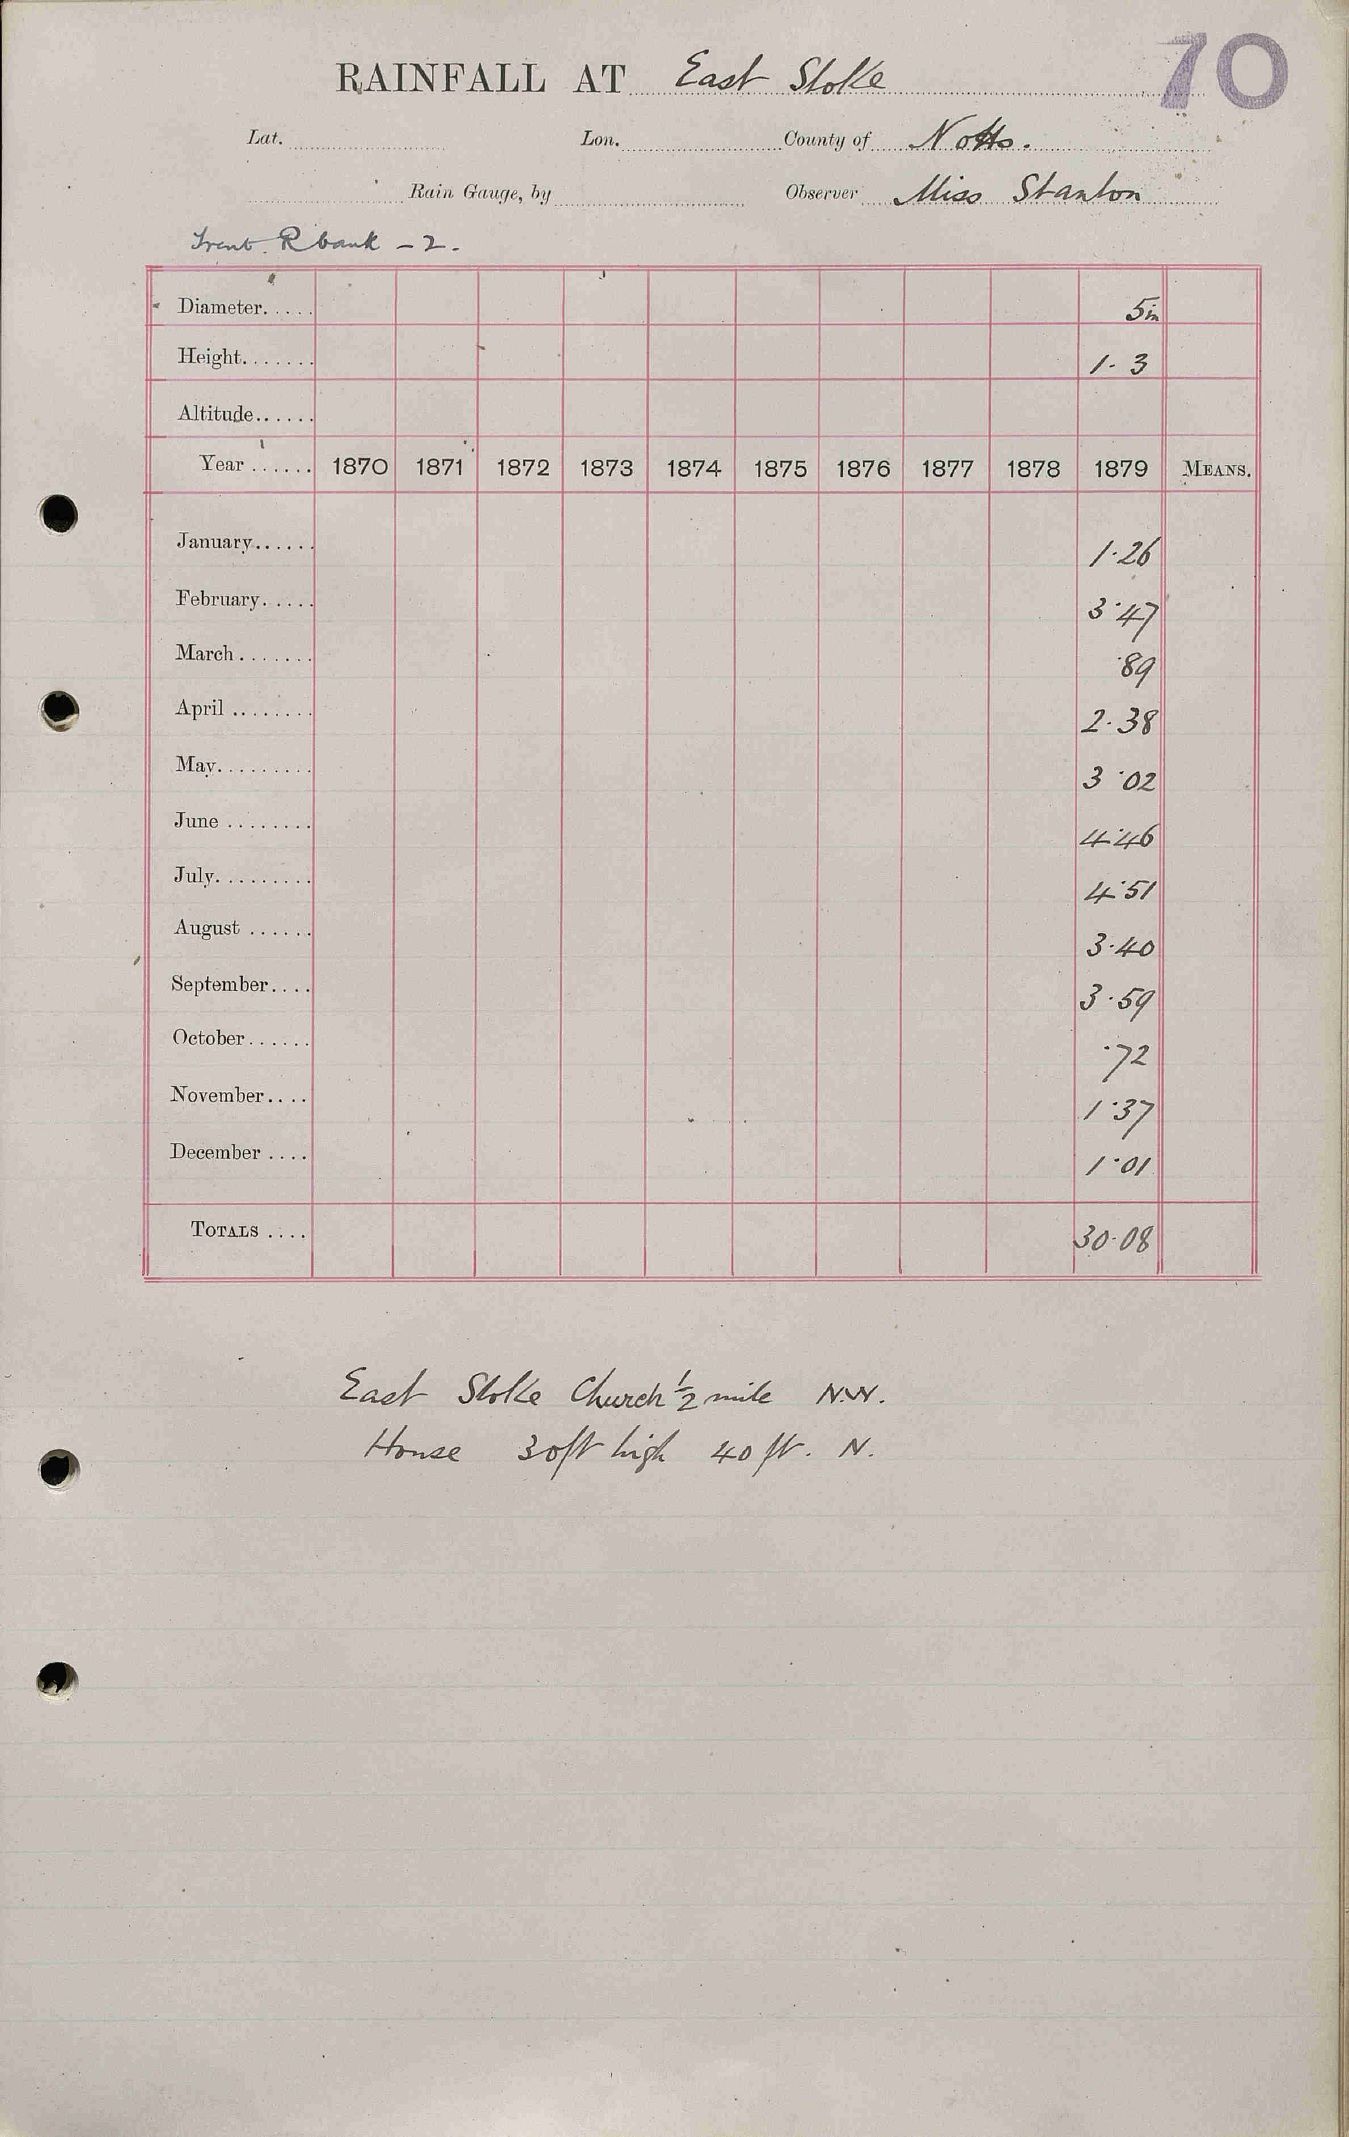 70
RAINFALL AT East Stoke
Lat. Lon. County of Notts.
Rain Gauge, by Observer Miss Stanton
Trent R bank - 2.
Diameter..... 5in
Height....... 1. 3
Altitude......
Year ...... 1870 1871 1872 1873 1874 1875 1876 1877 1878 1879 MEANS.
January...... 1.26
February..... 3.47
March....... .89
April ........ 2.38
May......... 3.02
June ........ 4.46
July......... 4.51
August ...... 3.40
September.... 3.59
October...... .72
November.... 1.37
December .... 1.01
TOTALS .... 30.08
East Stoke Church ½ mile N.W.
House 30ft high 40 ft. N.